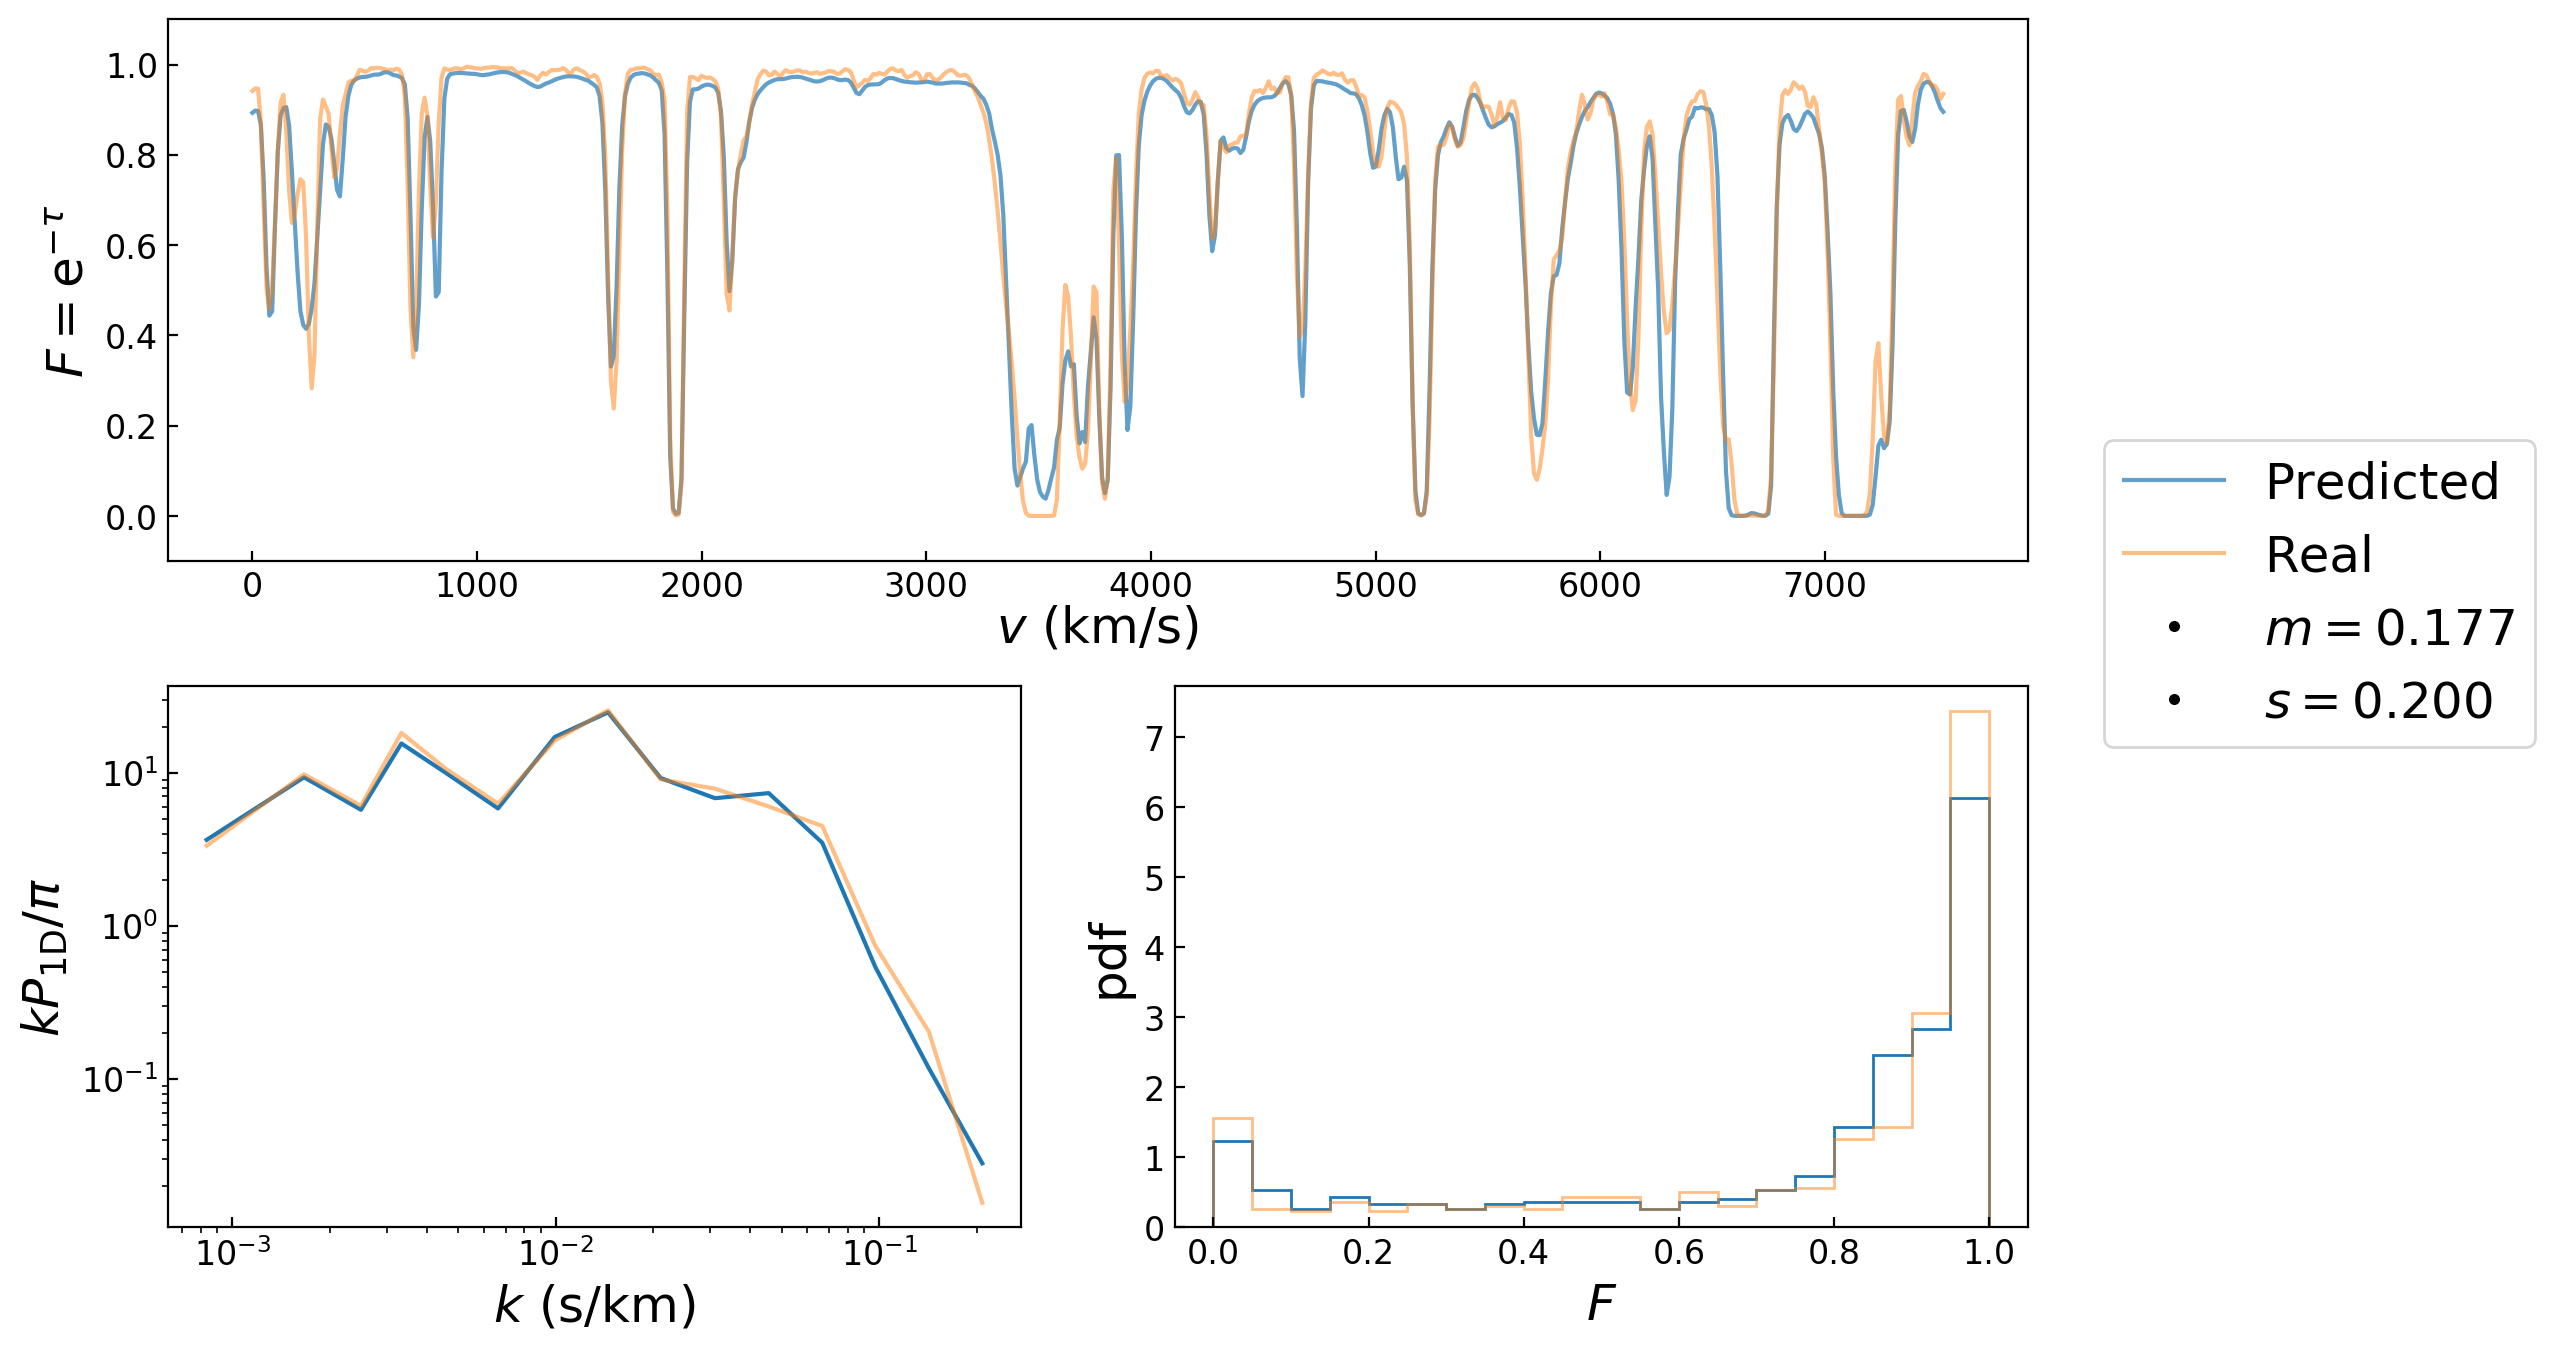 F = e^{−τ}
1.0
0.8
0.6
0.4
0.2
0.0
0 1000 2000 3000 4000 5000 6000 7000
v (km/s)
Predicted
Real
m = 0.177
s = 0.200
kP_{1D}/π
10^1
10^0
10^{−1}
10^{−3} 10^{−2} 10^{−1}
k (s/km)
pdf
7
6
5
4
3
2
1
0
0.0 0.2 0.4 0.6 0.8 1.0
F